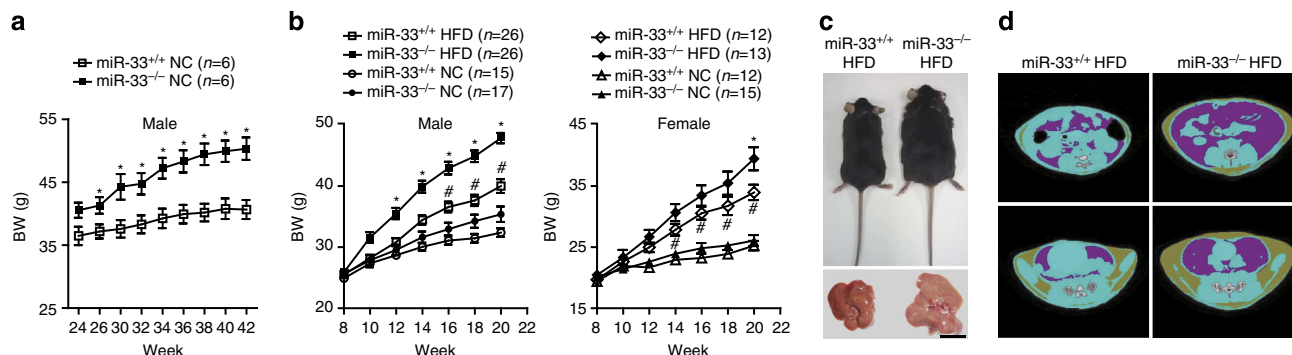 a
miR-33+/+ NC (n=6)
miR-33−/− NC (n=6)
Male
BW (g)
55
45
35
25
* * * * * * * *
24 26 30 32 34 36 38 40 42
Week
b
miR-33+/+ HFD (n=26)
miR-33−/− HFD (n=26)
miR-33+/+ NC (n=15)
miR-33−/− NC (n=17)
Male
BW (g)
50
40
30
20
* * * * *
# # #
8 10 12 14 16 18 20 22
Week
miR-33+/+ HFD (n=12)
miR-33−/− HFD (n=13)
miR-33+/+ NC (n=12)
miR-33−/− NC (n=15)
Female
BW (g)
45
35
25
15
*
# # # #
8 10 12 14 16 18 20 22
Week
c
miR-33+/+ miR-33−/−
HFD HFD
d
miR-33+/+ HFD miR-33−/− HFD